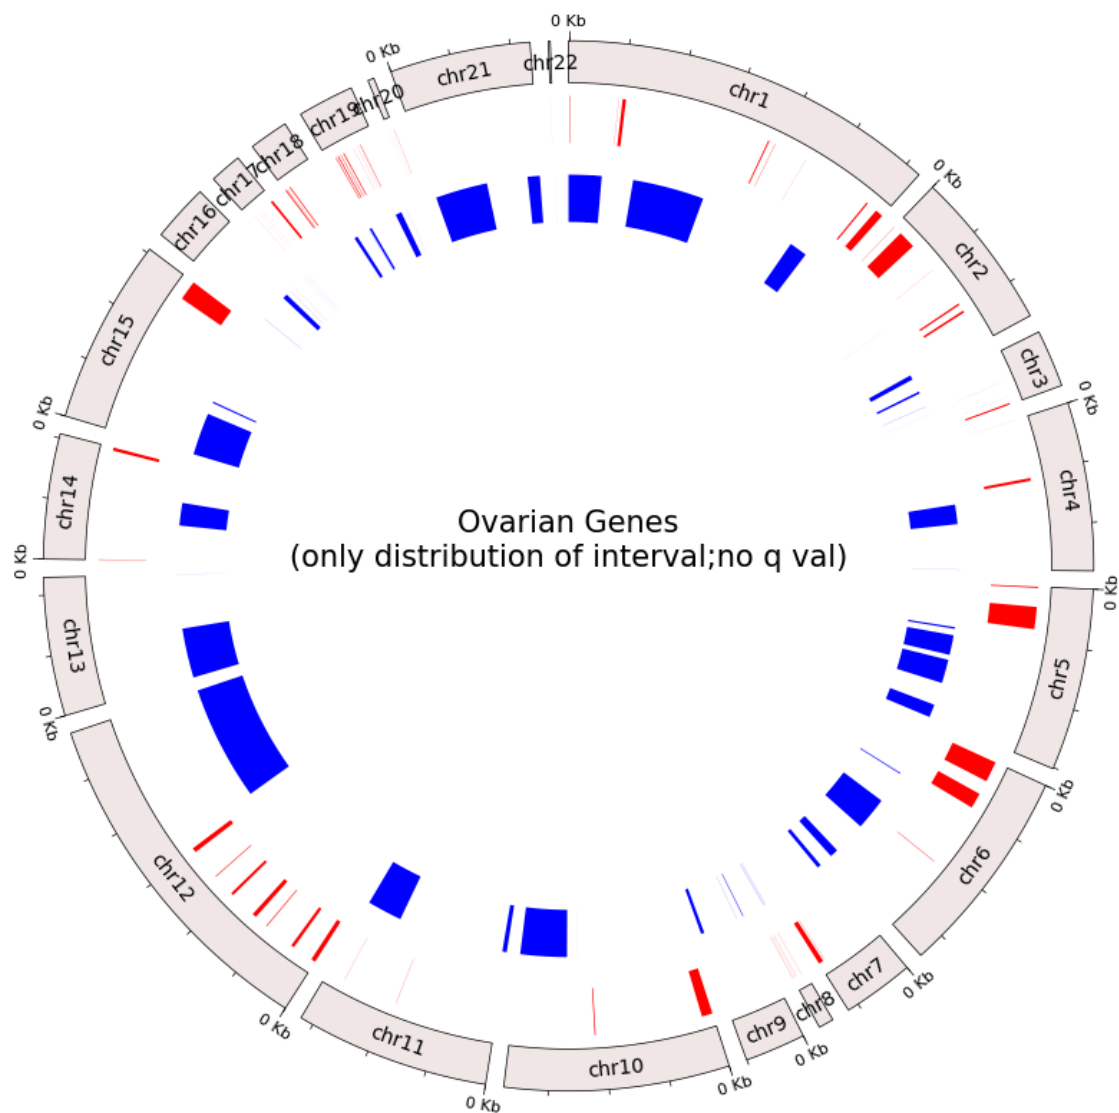 0 Kb
chr1
0 Kb
chr2
chr3
0 Kb
chr4
0 Kb
chr5
0 Kb
chr6
0 Kb
chr7
chr8
0 Kb
chr9
0 Kb
chr10
0 Kb
chr11
0 Kb
chr12
0 Kb
chr13
0 Kb
chr14
0 Kb
chr15
chr16
chr17
chr18
chr19
chr20
0 Kb
chr21
chr22
Ovarian Genes
(only distribution of interval;no q val)